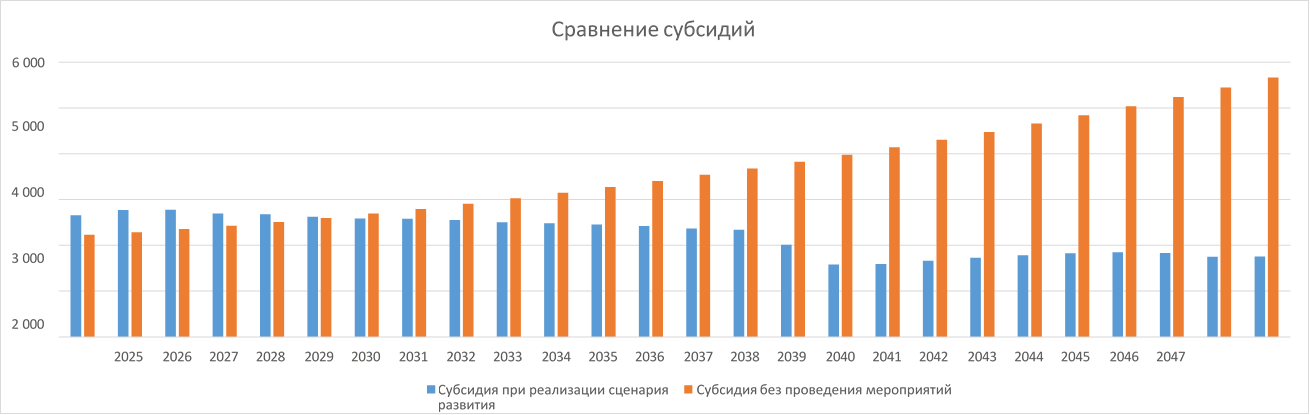 Сравнение субсидий
6 000
5 000
4 000
3 000
2 000
2025 2026 2027 2028 2029 2030 2031 2032 2033 2034 2035 2036 2037 2038 2039 2040 2041 2042 2043 2044 2045 2046 2047
Субсидия при реализации сценария Субсидия без проведения мероприятий
развития